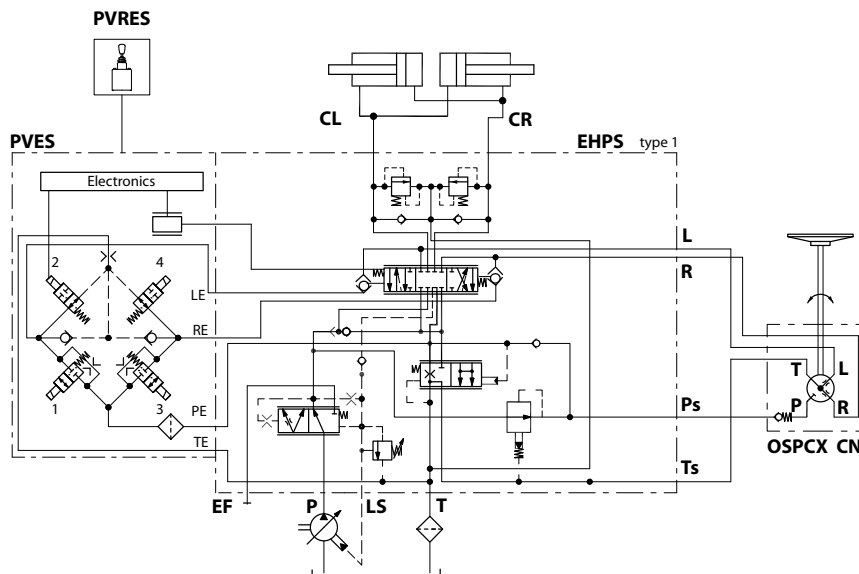 PVRES
CL
CR
PVES
EHPS type 1
Electronics
L
2
4
R
LE
RE
T
L
1
3
PE
Ps
P
R
TE
Ts
OSPCX CN
EF
P
LS
T